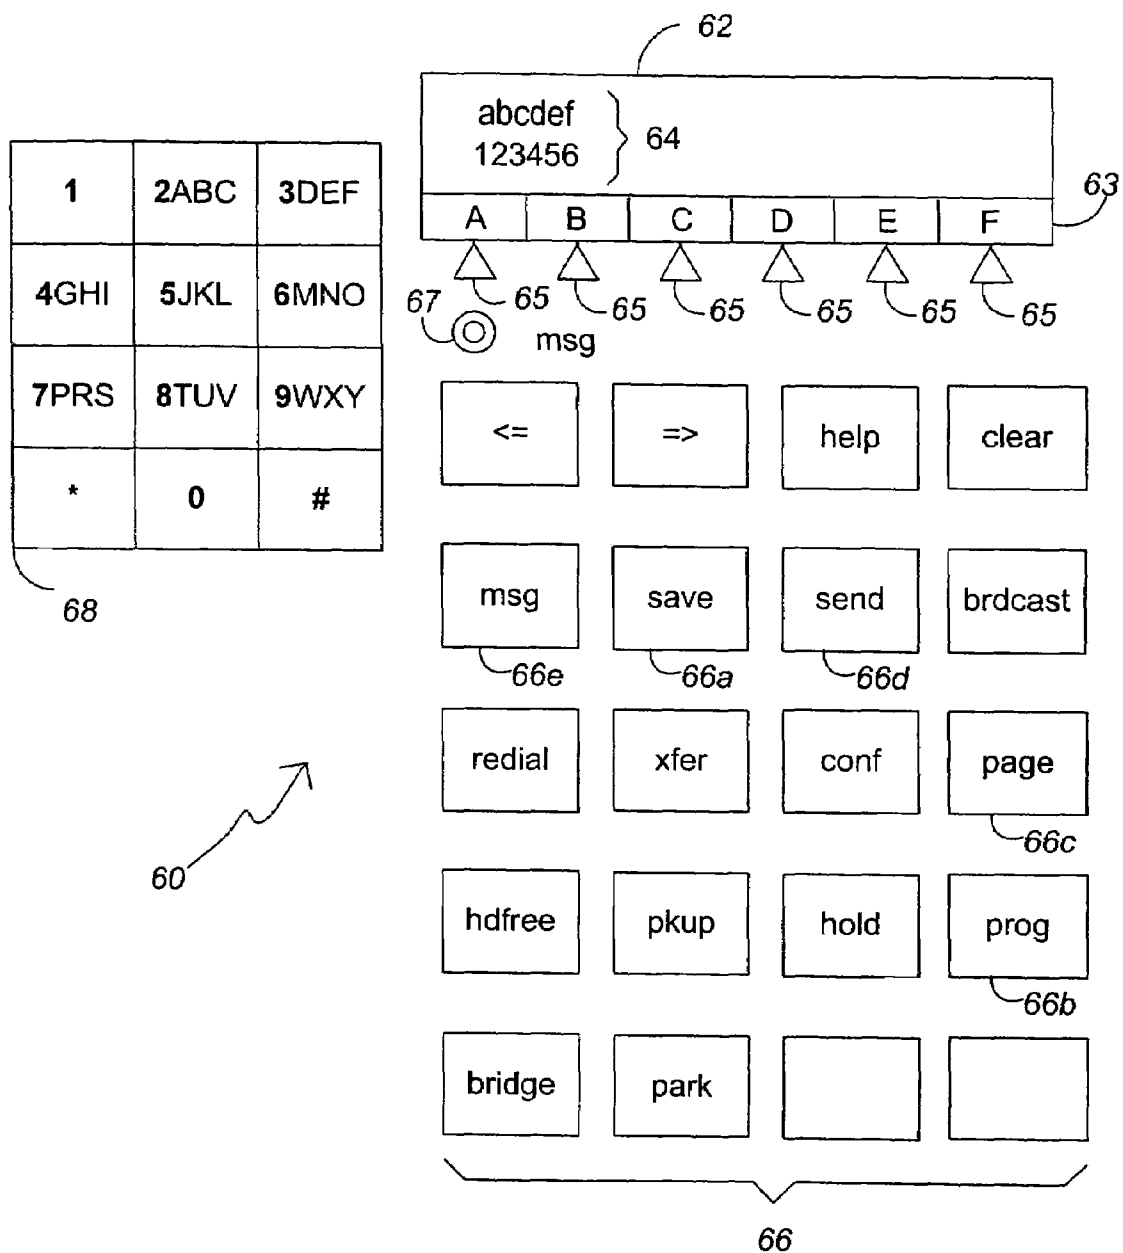 62
abcdef
123456
64
A B C D E F
63
65 65 65 65 65 65
67
msg
1 2ABC 3DEF
4GHI 5JKL 6MNO
7PRS 8TUV 9WXY
* 0 #
68
<= => help clear
msg save send brdcast
66e 66a 66d
redial xfer conf page
66c
60
hdfree pkup hold prog
66b
bridge park
66